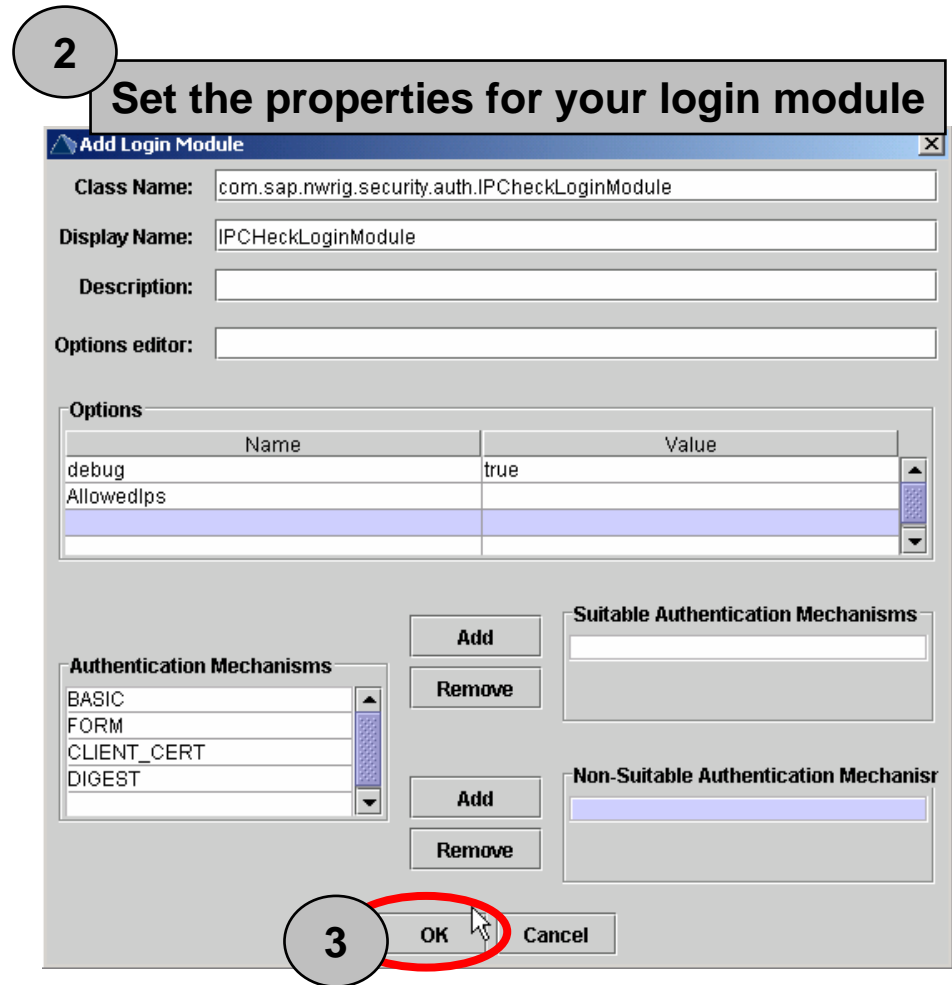 2
Set the properties for your login module
Add Login Module
Class Name: com.sap.nwrig.security.auth.IPCheckLoginModule
Display Name: IPCHeckLoginModule
Description:
Options editor:
Options
Name Value
debug true
AllowedIps
Suitable Authentication Mechanisms
Add
Authentication Mechanisms
Remove
BASIC
FORM
CLIENT_CERT
DIGEST
Non-Suitable Authentication Mechanisr
Add
Remove
3 OK Cancel